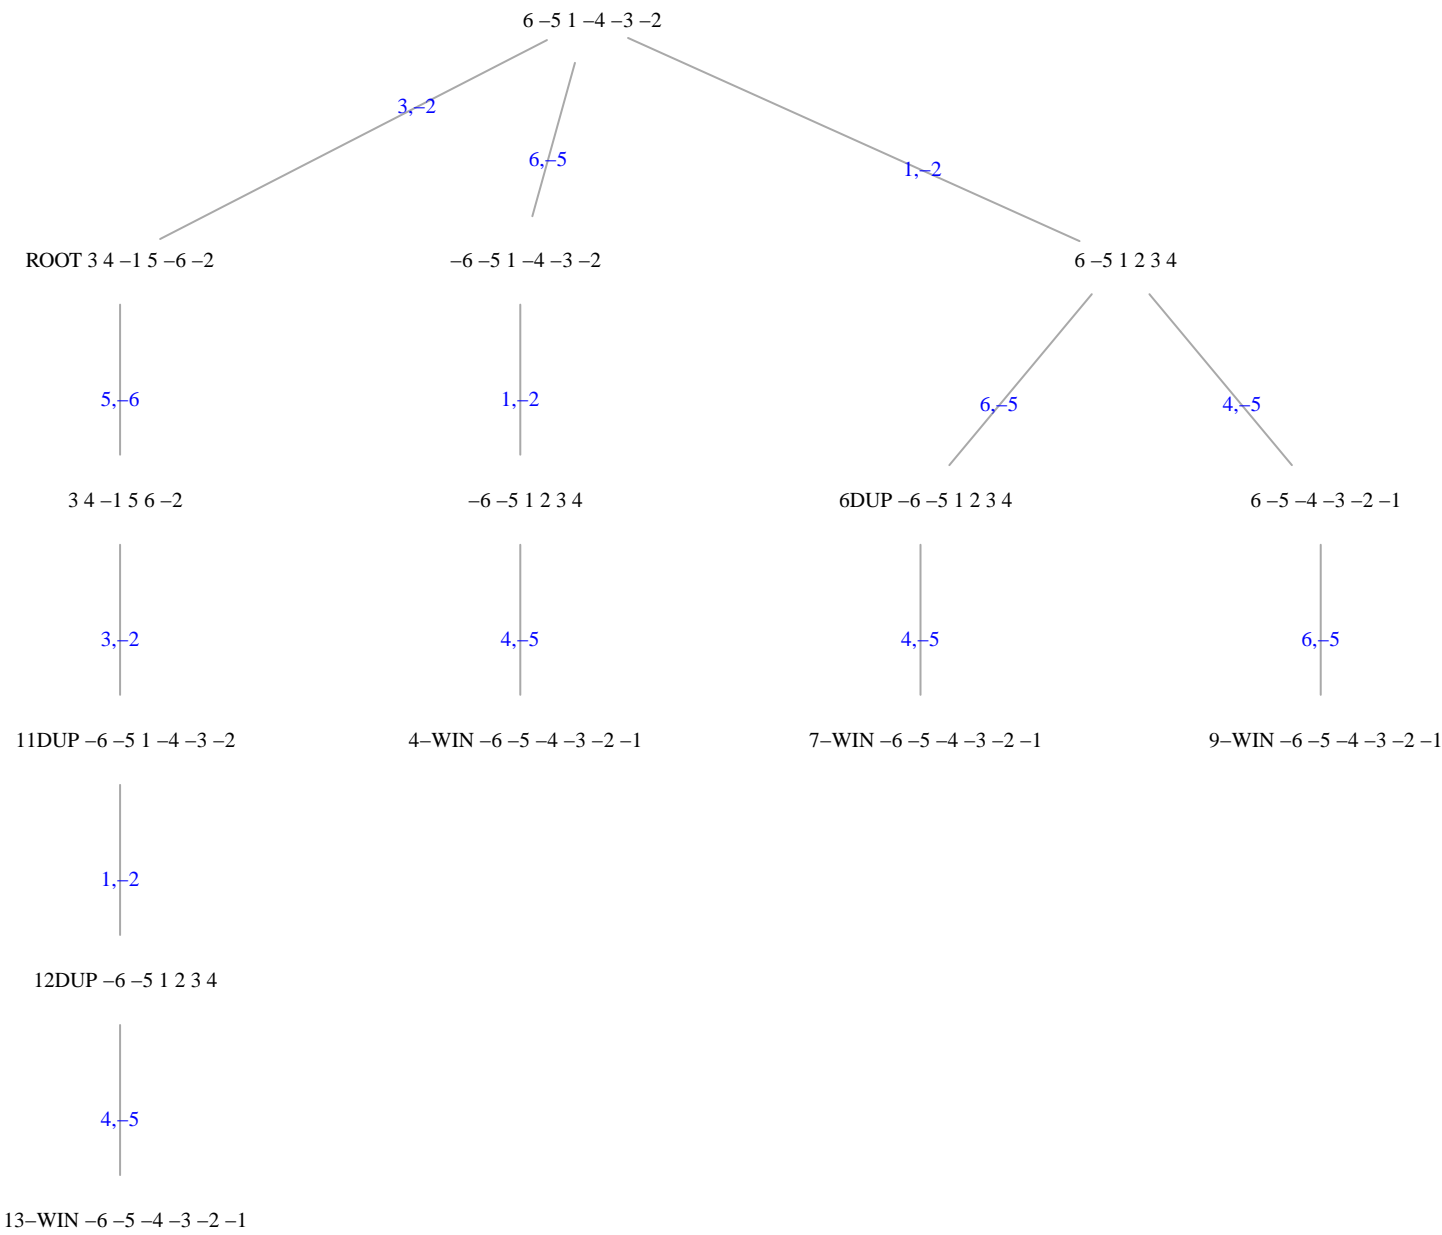 6 –5 1 –4 –3 –2
3,–2
6,–5
1,–2
ROOT 3 4 –1 5 –6 –2
–6 –5 1 –4 –3 –2
6 –5 1 2 3 4
5,–6
1,–2
6,–5
4,–5
3 4 –1 5 6 –2
–6 –5 1 2 3 4
6DUP –6 –5 1 2 3 4
6 –5 –4 –3 –2 –1
3,–2
4,–5
4,–5
6,–5
11DUP –6 –5 1 –4 –3 –2
4–WIN –6 –5 –4 –3 –2 –1
7–WIN –6 –5 –4 –3 –2 –1
9–WIN –6 –5 –4 –3 –2 –1
1,–2
12DUP –6 –5 1 2 3 4
4,–5
13–WIN –6 –5 –4 –3 –2 –1